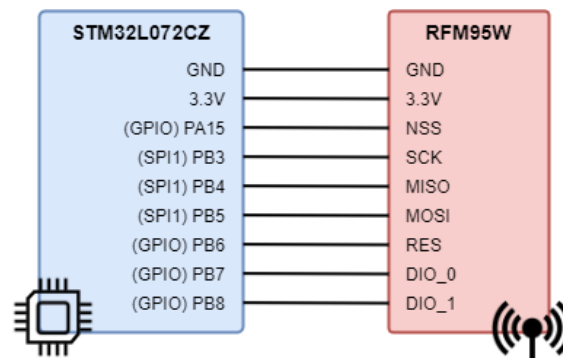 STM32L072CZ RFM95W
GND GND
3.3V 3.3V
(GPIO) PA15 NSS
(SPI1) PB3 SCK
(SPI1) PB4 MISO
(SPI1) PB5 MOSI
(GPIO) PB6 RES
(GPIO) PB7 DIO_0
(GPIO) PB8 DIO_1